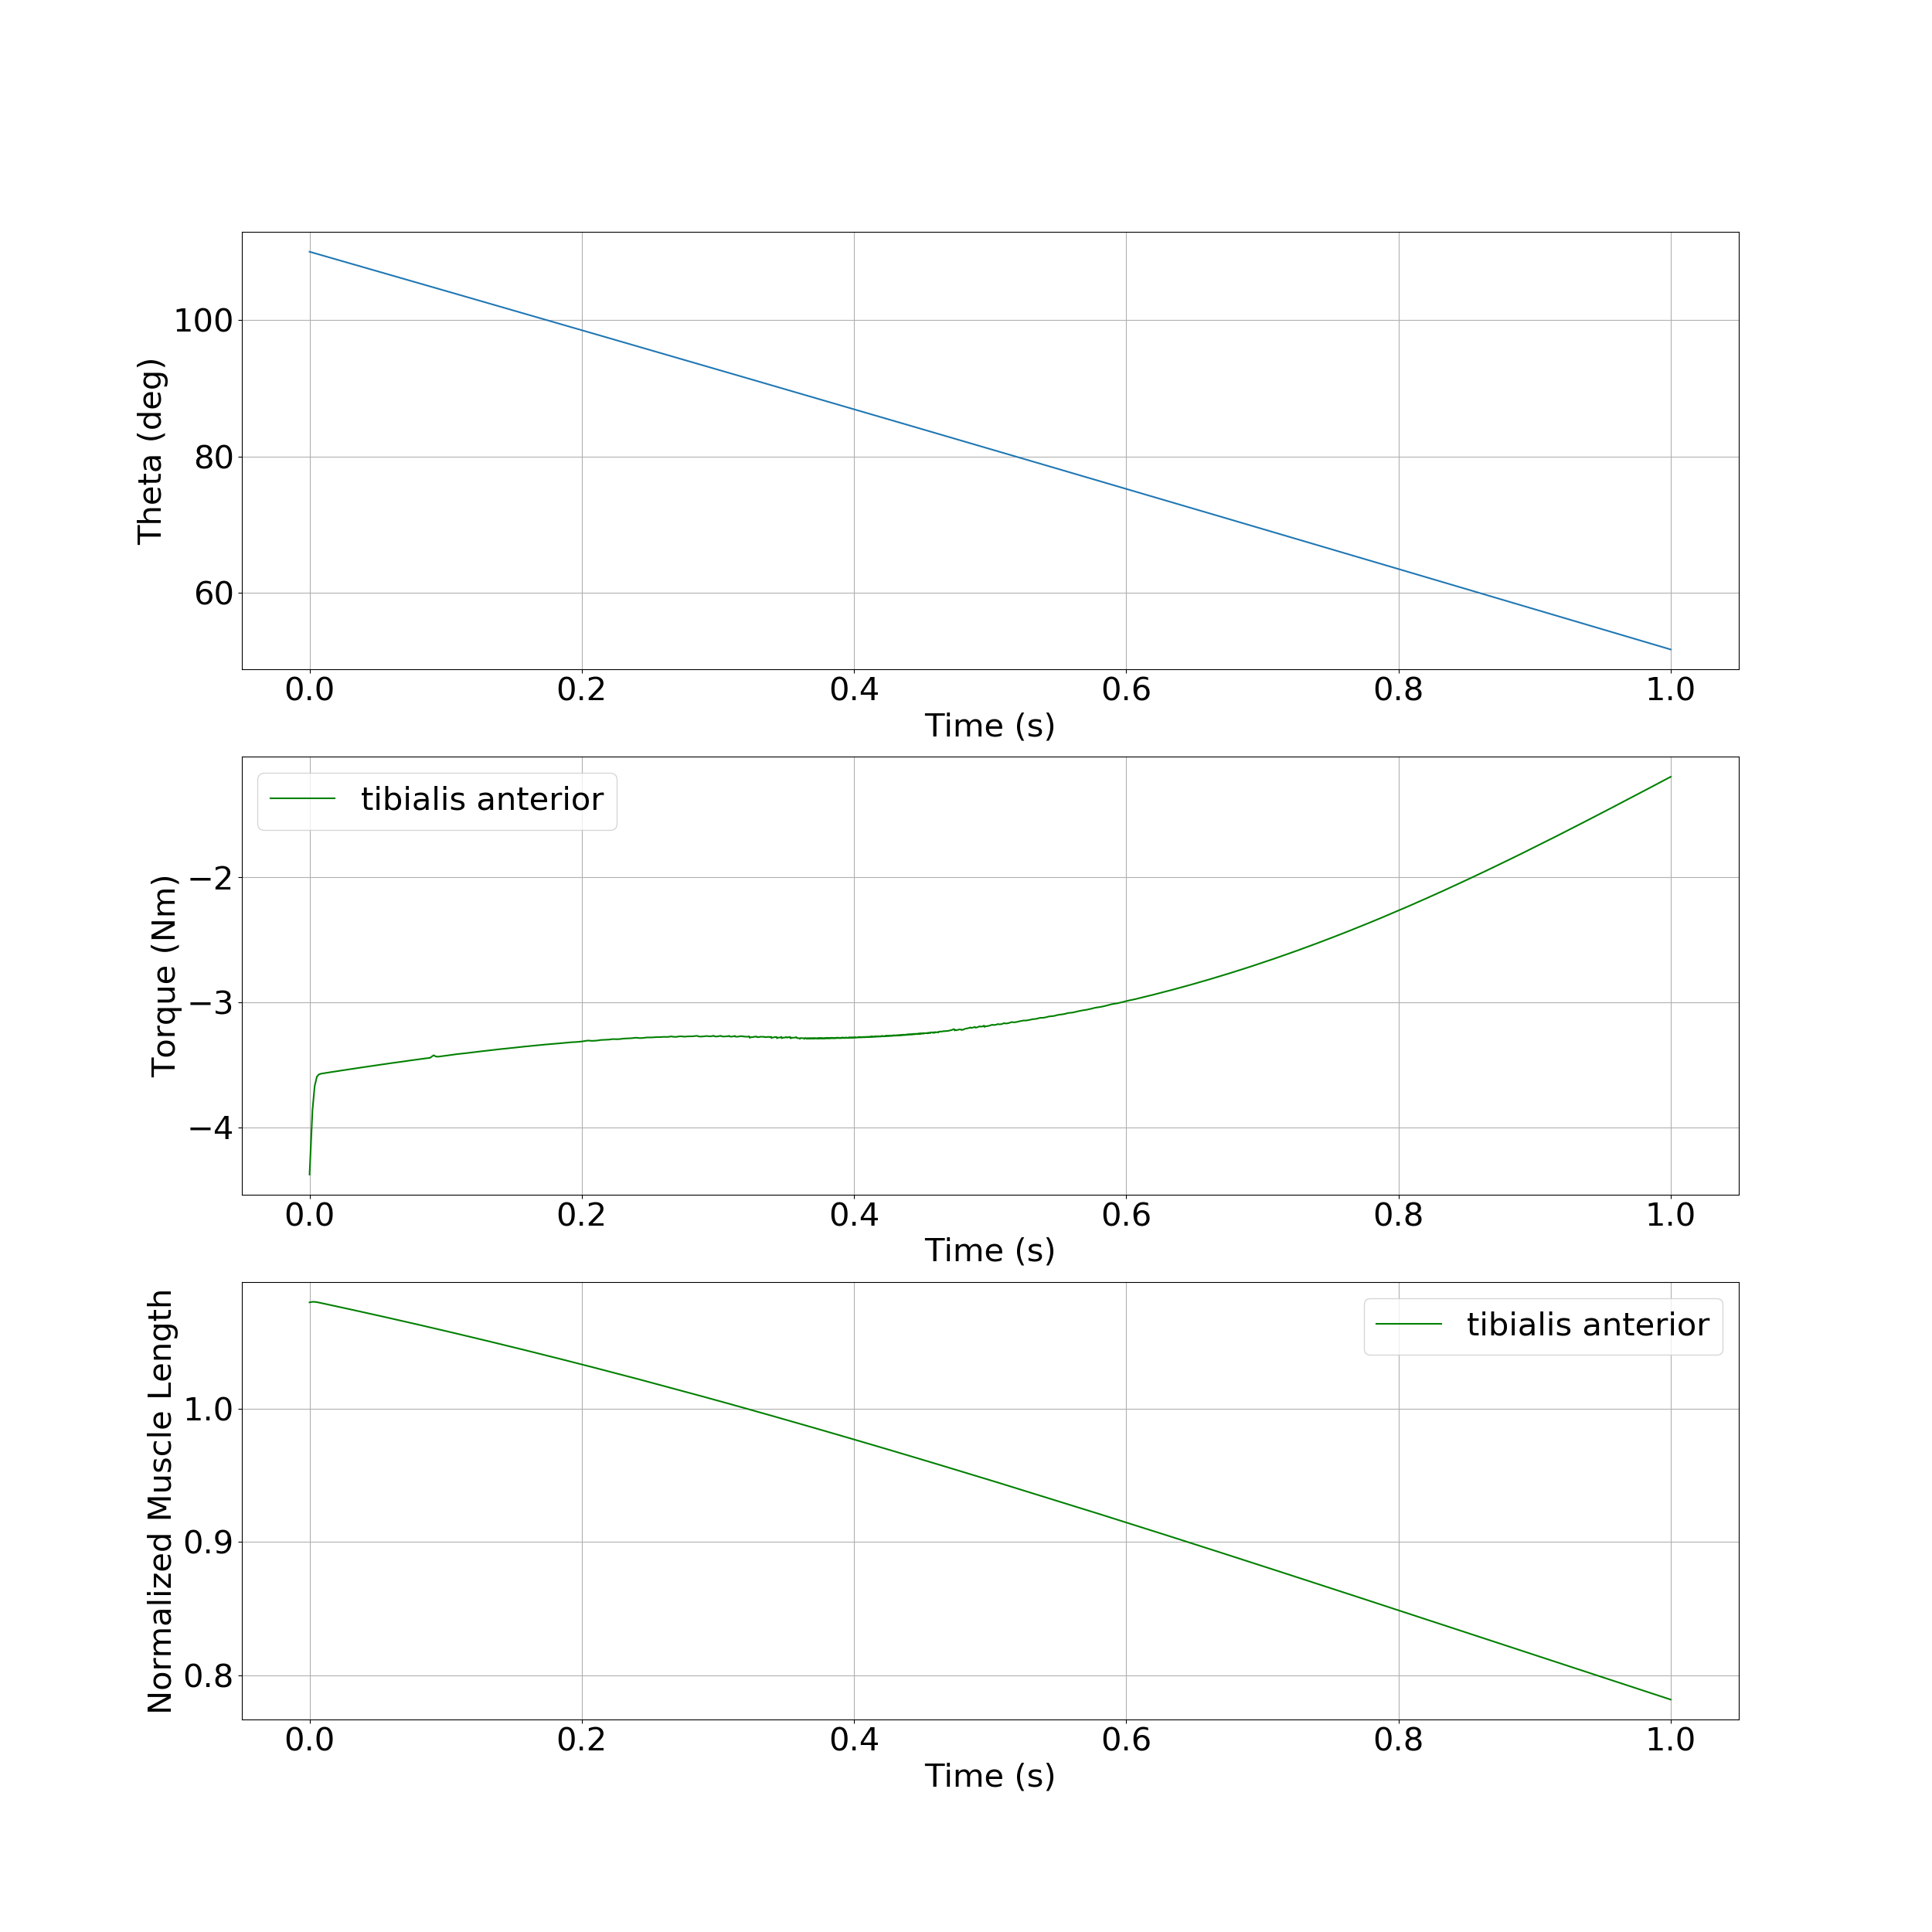 Theta (deg)
100
80
60
0.0 0.2 0.4 0.6 0.8 1.0
Time (s)
tibialis anterior
Torque (Nm)
−2
−3
−4
0.0 0.2 0.4 0.6 0.8 1.0
Time (s)
tibialis anterior
Normalized Muscle Length
1.0
0.9
0.8
0.0 0.2 0.4 0.6 0.8 1.0
Time (s)